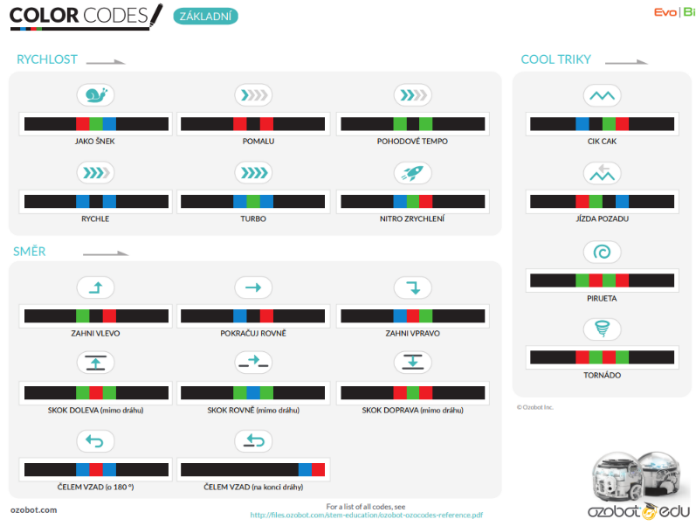 COLOR CODES
ZÁKLADNÍ
Evo | Bi
RYCHLOST
JAKO ŠNEK
POMALU
POHODOVÉ TEMPO
RYCHLE
TURBO
NITRO ZRYCHLENÍ
COOL TRIKY
CIK CAK
JÍZDA POZADU
PIRUETA
TORNÁDO
© Ozobot Inc.
SMĚR
ZAHNI VLEVO
POKRAČUJ ROVNĚ
ZAHNI VPRAVO
SKOK DOLEVA (mimo dráhu)
SKOK ROVNĚ (mimo dráhu)
SKOK DOPRAVA (mimo dráhu)
ČELEM VZAD (o 180 °)
ČELEM VZAD (na konci dráhy)
ozobot.com
For a list of all codes, see
http://files.ozobot.com/stem-education/ozobot-ozocodes-reference.pdf
ozobot edu